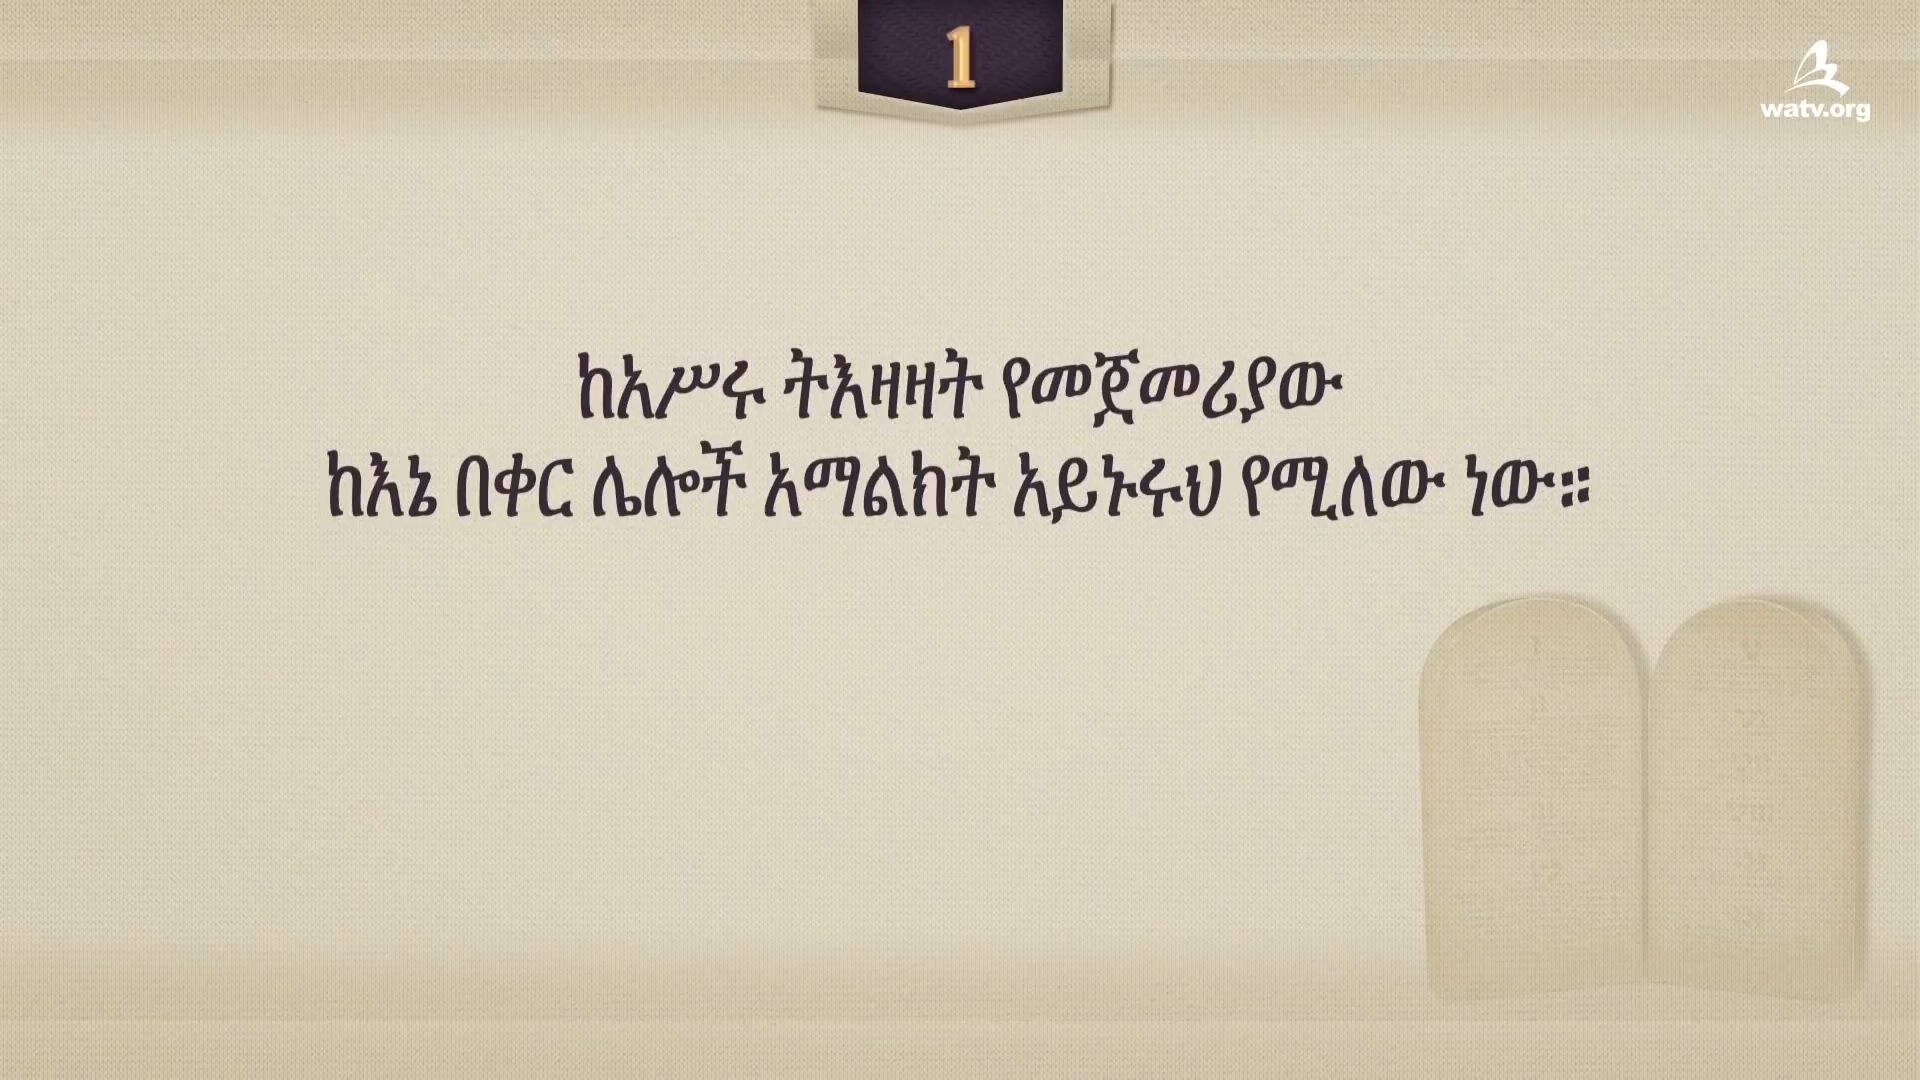 1
watv.org
ከአሥሩ ትእዛዛት የመጀመሪያው
ከእኔ በቀር ሌሎች አማልክት አይኑሩህ የሚለው ነው።